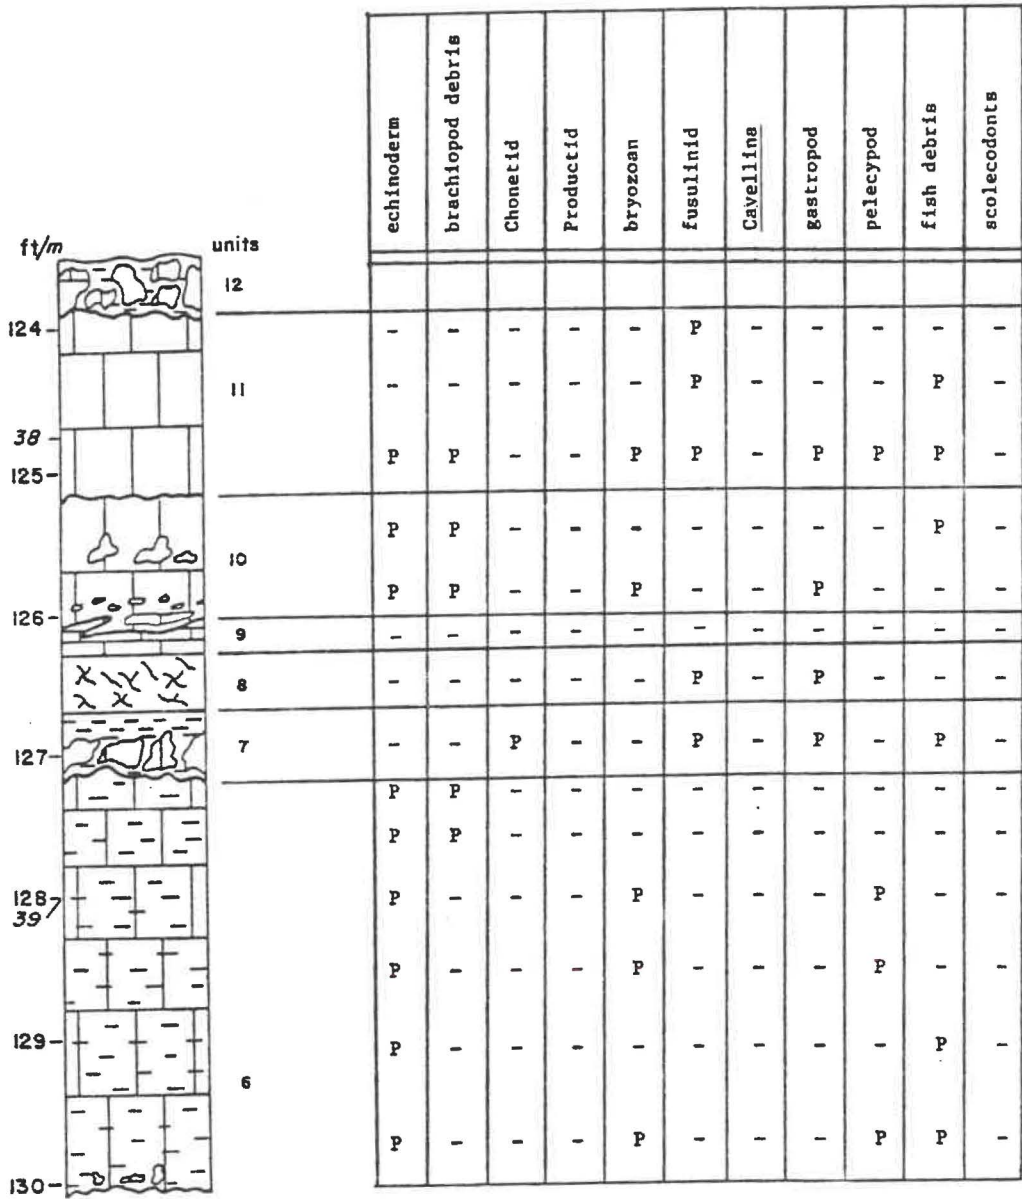 echinoderm brachiopod debris Chonetid Productid bryozoan fusulinid Cavellina gastropod pelecypod fish debris scolecodonts
ft/m units
12
124 – – – – – P – – – – –
11 – – – – – P – – – P –
38
125 P P – – P P – P P P –
P P – – – – – – – P –
10
P P – – P – – P – – –
126
9 – – – – – – – – – – –
8 – – – – – P – P – – –
7 – – P – – P – P – P –
127
P P – – – – – – – – –
P P – – – – – – – – –
128 P – – – P – – – P – –
39
P – – – P – – – P – –
129 P – – – – – – – – P –
6
P – – – P – – – P P –
130